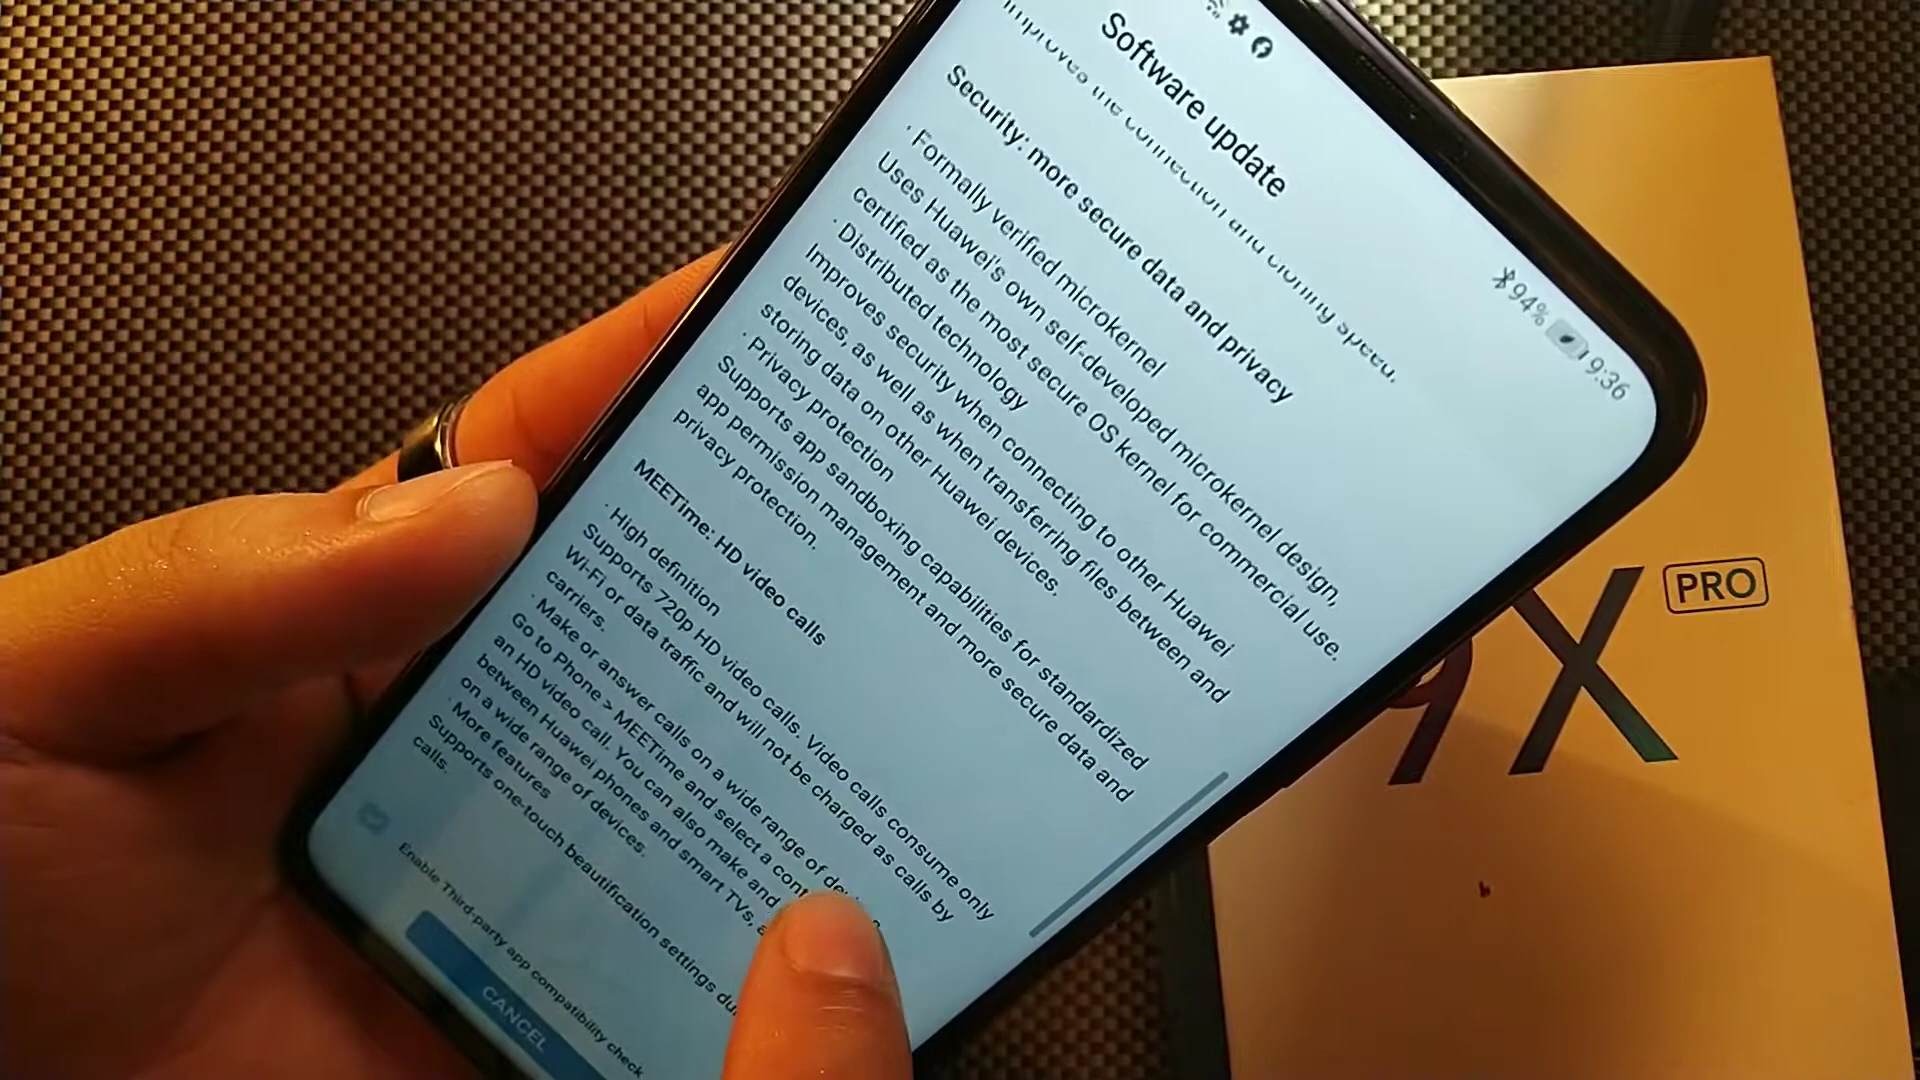 94% 9:36
Software update
improves the connection and cloning speed.
Security: more secure data and privacy
· Formally verified microkernel
Uses Huawei's own self-developed microkernel design,
certified as the most secure OS kernel for commercial use.
· Distributed technology
Improves security when connecting to other Huawei
devices, as well as when transferring files between and
storing data on other Huawei devices.
· Privacy protection
Supports app sandboxing capabilities for standardized
app permission management and more secure data and
privacy protection.
MEETime: HD video calls
· High definition
Supports 720p HD video calls. Video calls consume only
Wi-Fi or data traffic and will not be charged as calls by
carriers.
· Make or answer calls on a wide range of
Go to Phone > MEETime and select a
an HD video call. You can also make and
between Huawei phones and smart TVs,
on a wide range of devices.
· More features
Supports one-touch beautification settings
calls.
Enable Third-party app compatibility check
CANCEL
9X PRO